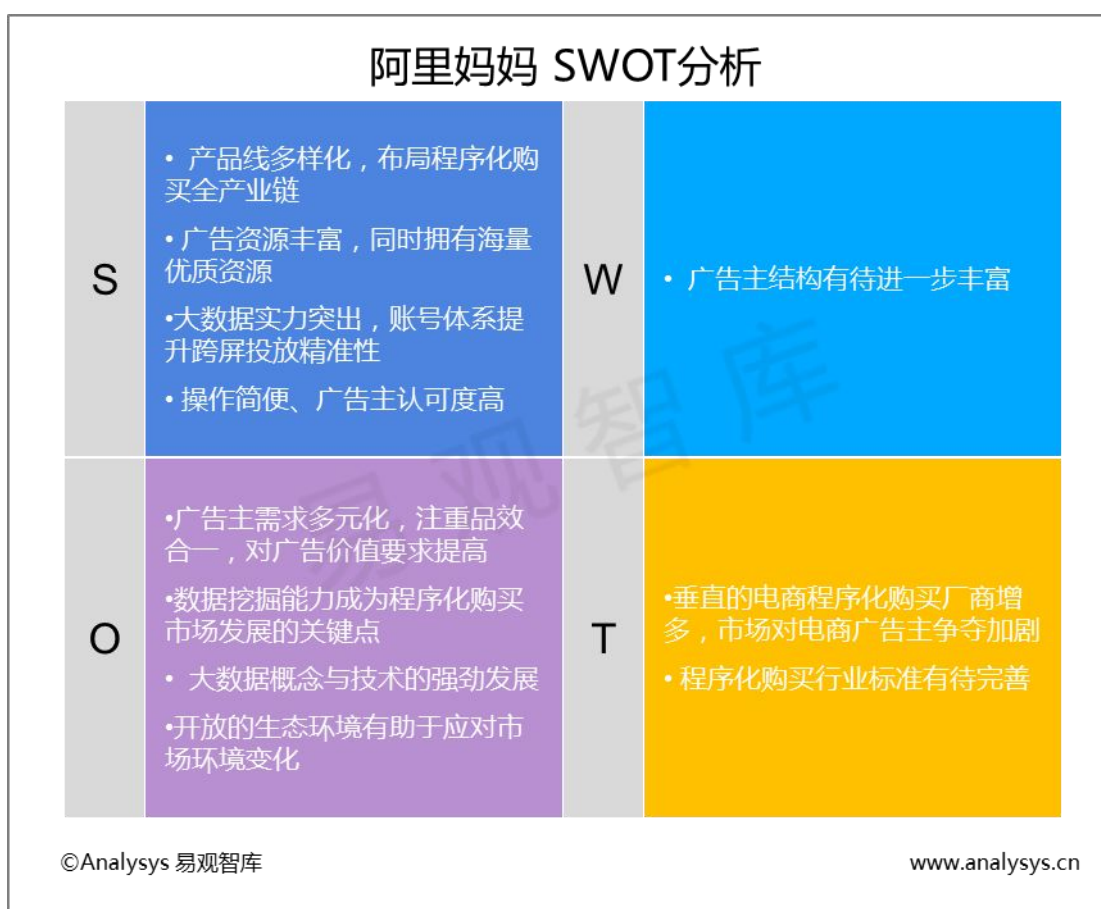 阿里妈妈 SWOT分析
S
• 产品线多样化，布局程序化购
买全产业链
• 广告资源丰富，同时拥有海量
优质资源
•大数据实力突出，账号体系提
升跨屏投放精准性
• 操作简便、广告主认可度高
W
• 广告主结构有待进一步丰富
O
•广告主需求多元化，注重品效
合一，对广告价值要求提高
•数据挖掘能力成为程序化购买
市场发展的关键点
• 大数据概念与技术的强劲发展
•开放的生态环境有助于应对市
场环境变化
T
•垂直的电商程序化购买厂商增
多，市场对电商广告主争夺加剧
• 程序化购买行业标准有待完善
易观智库
©Analysys 易观智库
www.analysys.cn